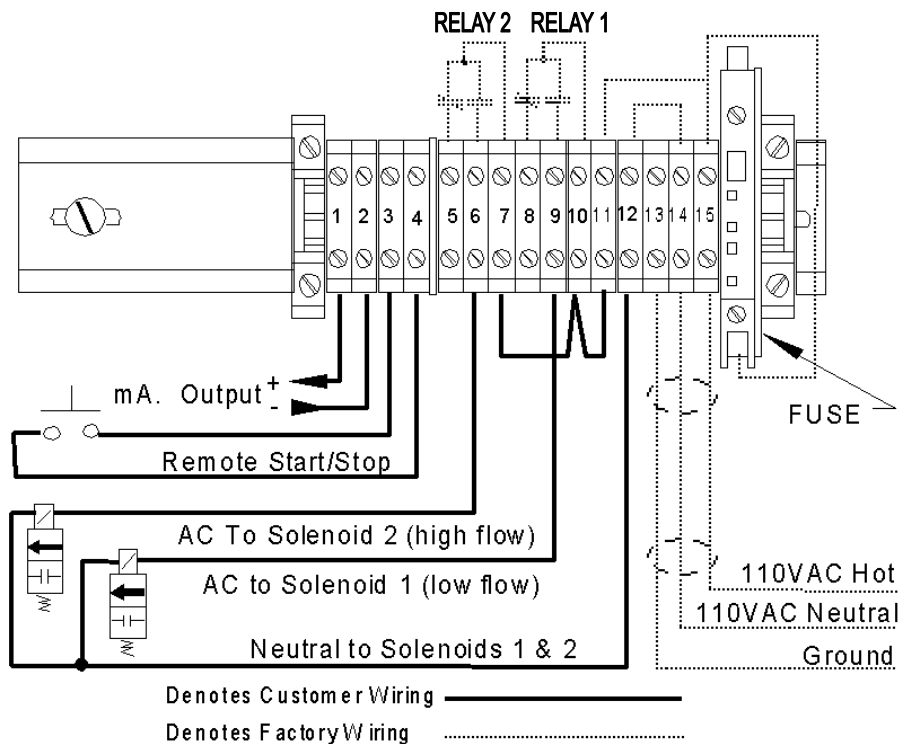 RELAY 2 RELAY 1
1 2 3 4 5 6 7 8 9 10 11 12 13 14 15
mA. Output + -
FUSE
Remote Start/Stop
AC To Solenoid 2 (high flow)
AC to Solenoid 1 (low flow)
110VAC Hot
110VAC Neutral
Neutral to Solenoids 1 & 2
Ground
Denotes Customer Wiring
Denotes Factory Wiring